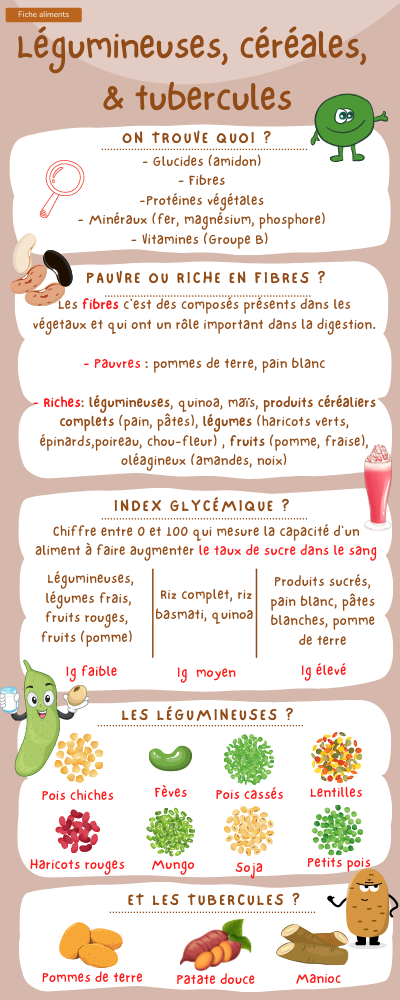 Fiche aliments
Légumineuses, céréales,
& tubercules
ON TROUVE QUOI ?
- Glucides (amidon)
- Fibres
-Protéines végétales
- Minéraux (fer, magnésium, phosphore)
- Vitamines (Groupe B)
PAUVRE OU RICHE EN FIBRES ?
Les fibres c'est des composés présents dans les
végétaux et qui ont un rôle important dans la digestion.
- Pauvres : pommes de terre, pain blanc
- Riches: légumineuses, quinoa, maïs, produits céréaliers
complets (pain, pâtes), légumes (haricots verts,
épinards,poireau, chou-fleur) , fruits (pomme, fraise),
oléagineux (amandes, noix)
INDEX GLYCÉMIQUE ?
Chiffre entre 0 et 100 qui mesure la capacité d'un
aliment à faire augmenter le taux de sucre dans le sang
Légumineuses,
légumes frais,
fruits rouges,
fruits (pomme)
Ig faible
Riz complet, riz
basmati, quinoa
Ig moyen
Produits sucrés,
pain blanc, pâtes
blanches, pomme
de terre
Ig élevé
LES LÉGUMINEUSES ?
Pois chiches
Fèves
Pois cassés
Lentilles
Haricots rouges
Mungo
Soja
Petits pois
ET LES TUBERCULES ?
Pommes de terre
Patate douce
Manioc